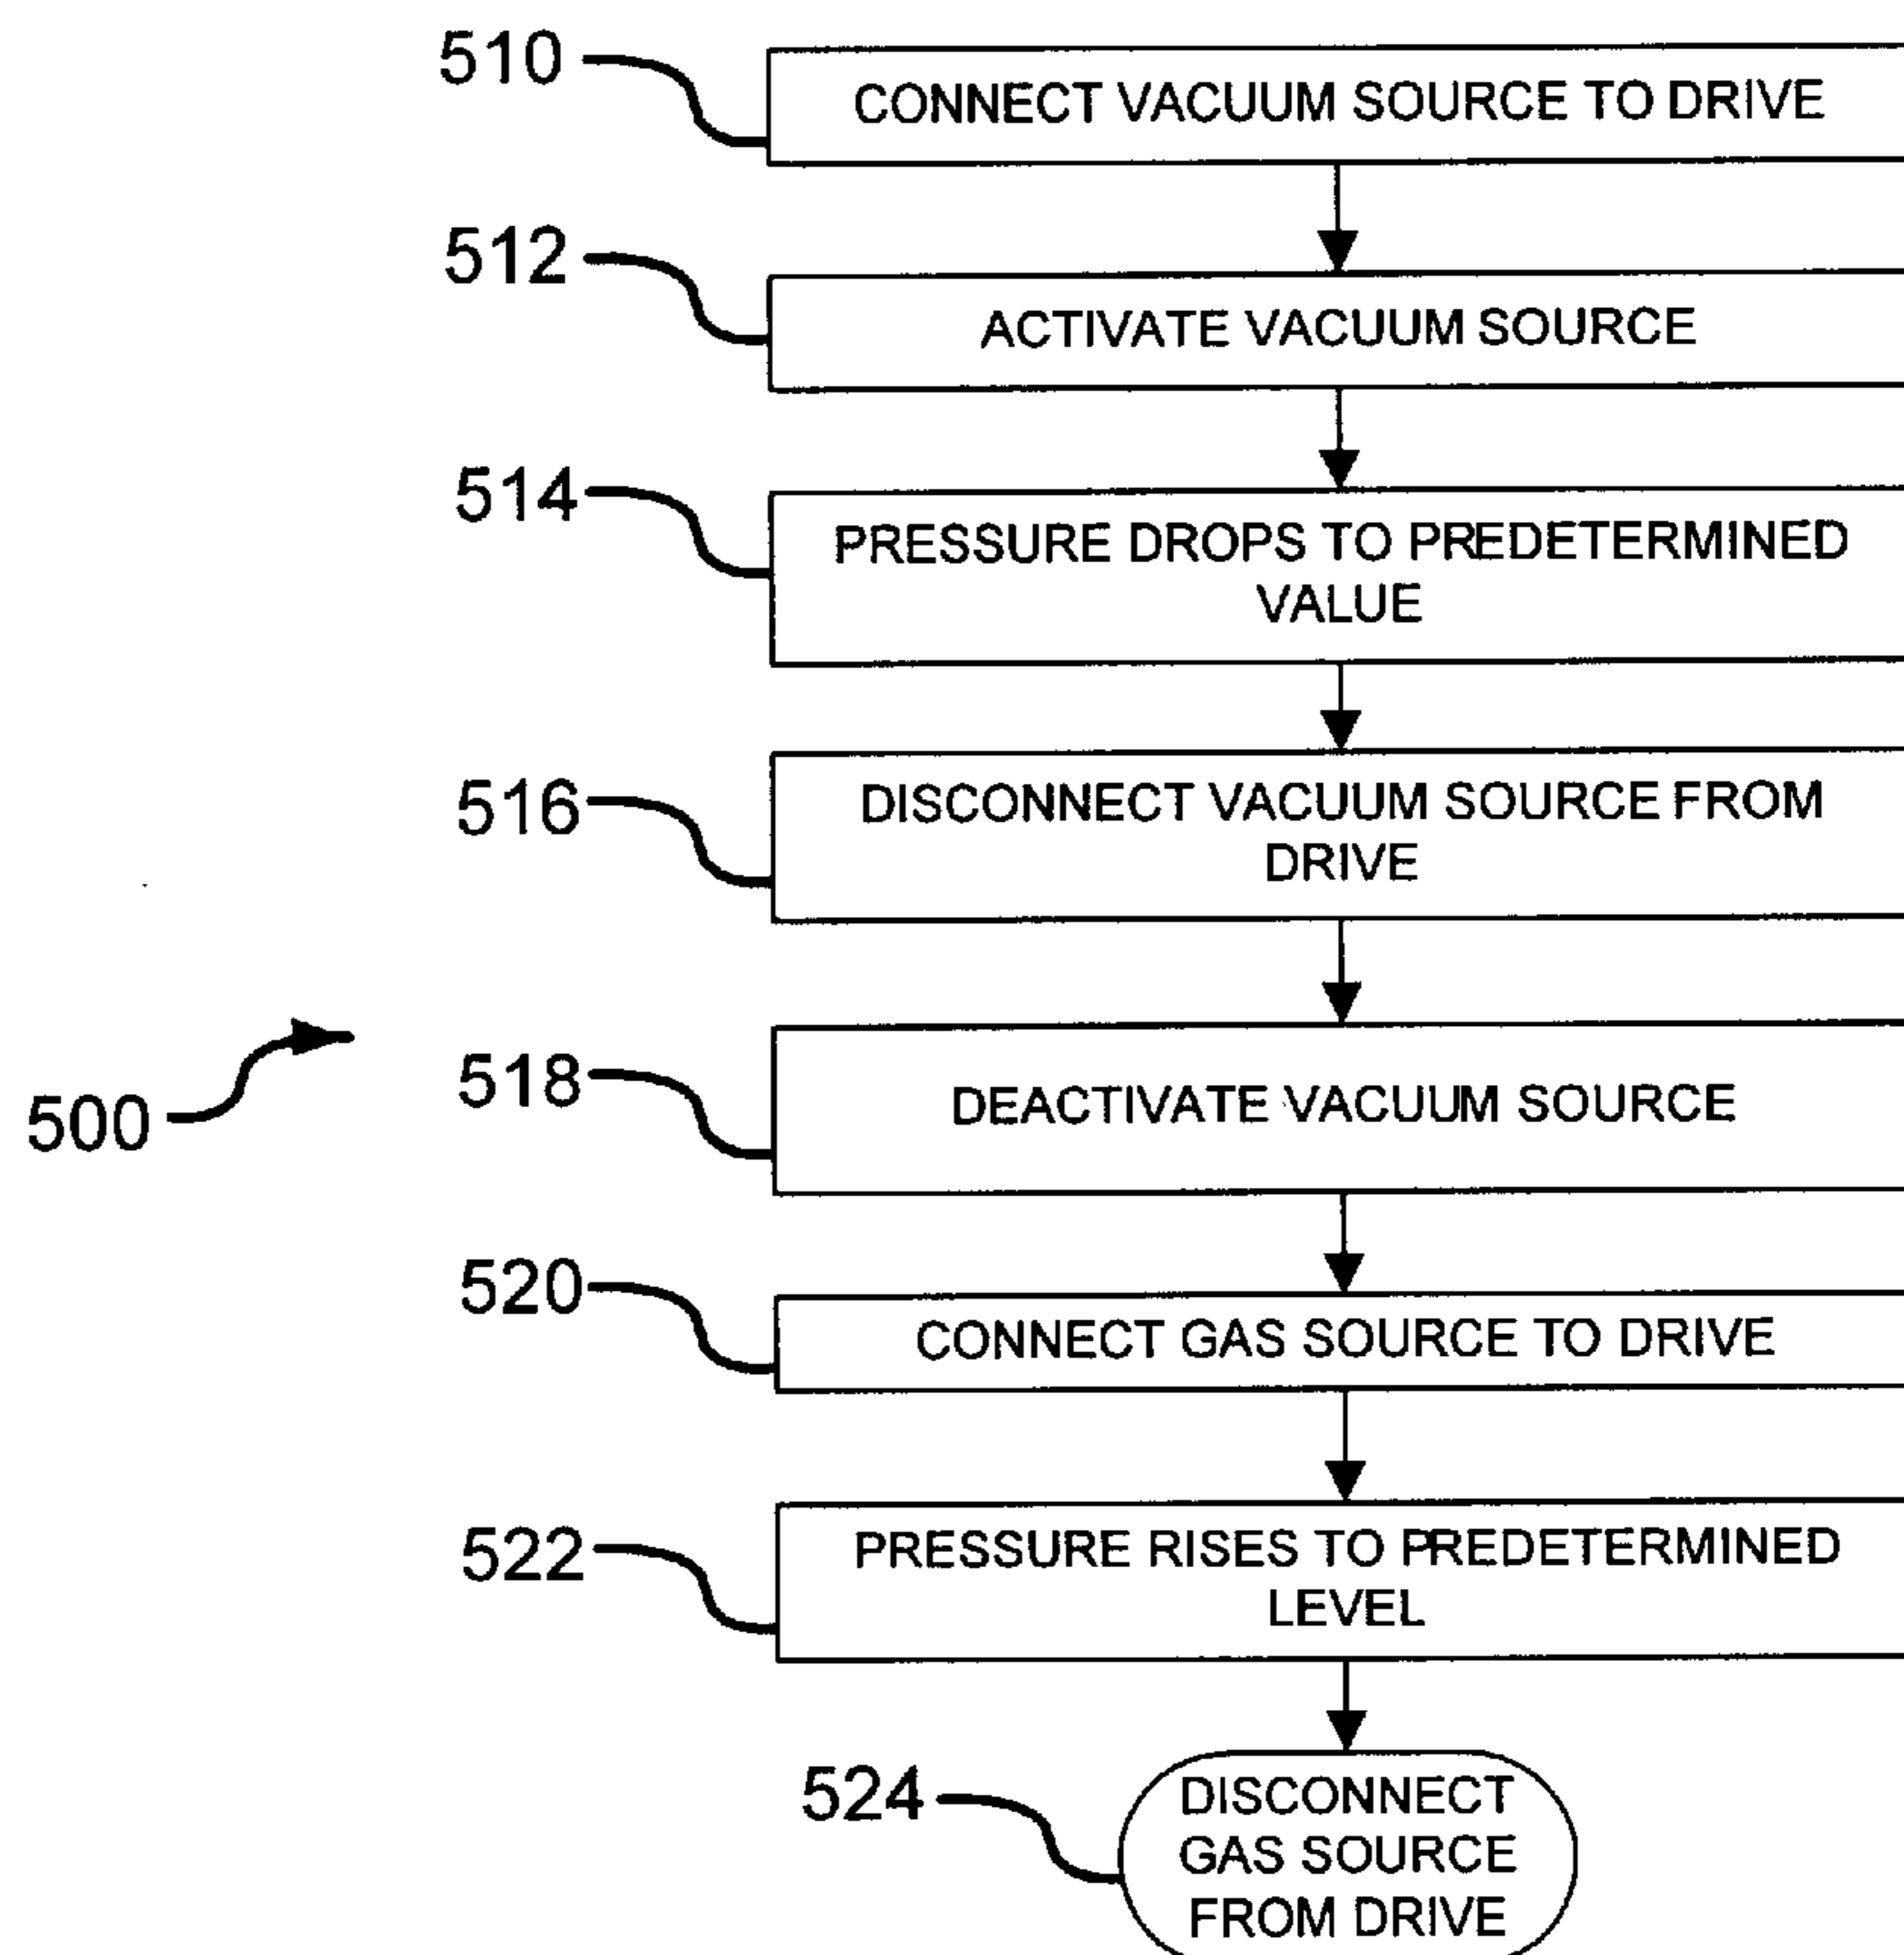 510
CONNECT VACUUM SOURCE TO DRIVE
512
ACTIVATE VACUUM SOURCE
514
PRESSURE DROPS TO PREDETERMINED
VALUE
516
DISCONNECT VACUUM SOURCE FROM
DRIVE
500
518
DEACTIVATE VACUUM SOURCE
520
CONNECT GAS SOURCE TO DRIVE
522
PRESSURE RISES TO PREDETERMINED
LEVEL
524
DISCONNECT
GAS SOURCE
FROM DRIVE